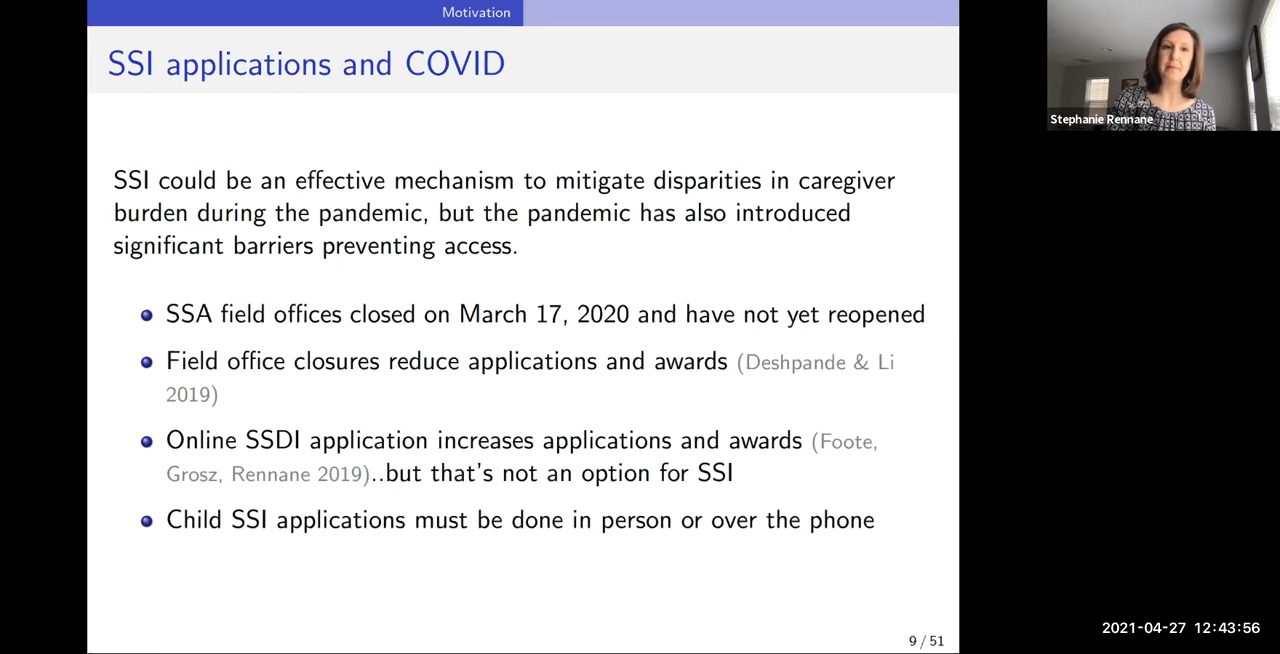 Motivation
SSI applications and COVID
SSI could be an effective mechanism to mitigate disparities in caregiver
burden during the pandemic, but the pandemic has also introduced
significant barriers preventing access.
SSA field offices closed on March 17, 2020 and have not yet reopened
Field office closures reduce applications and awards (Deshpande & Li
2019)
Online SSDI application increases applications and awards (Foote,
Grosz, Rennane 2019)..but that's not an option for SSI
Child SSI applications must be done in person or over the phone
9 / 51
Stephanie Rennane
2021-04-27 12:43:56